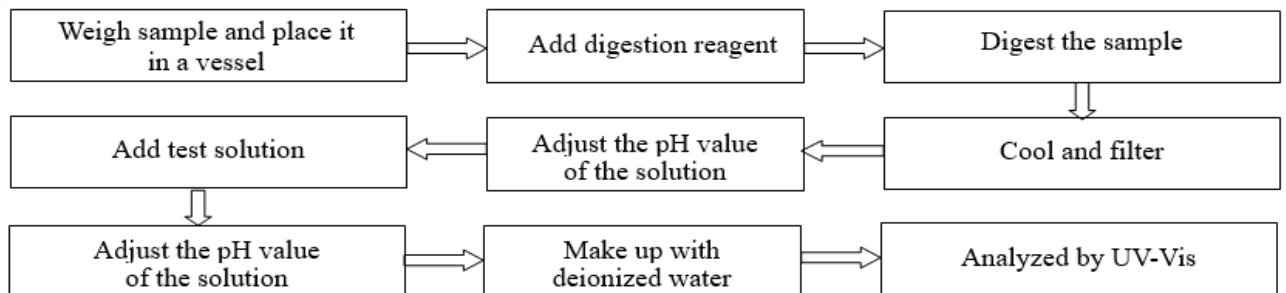 Weigh sample and place it
in a vessel
Add digestion reagent
Digest the sample
Cool and filter
Adjust the pH value
of the solution
Add test solution
Adjust the pH value
of the solution
Make up with
deionized water
Analyzed by UV-Vis